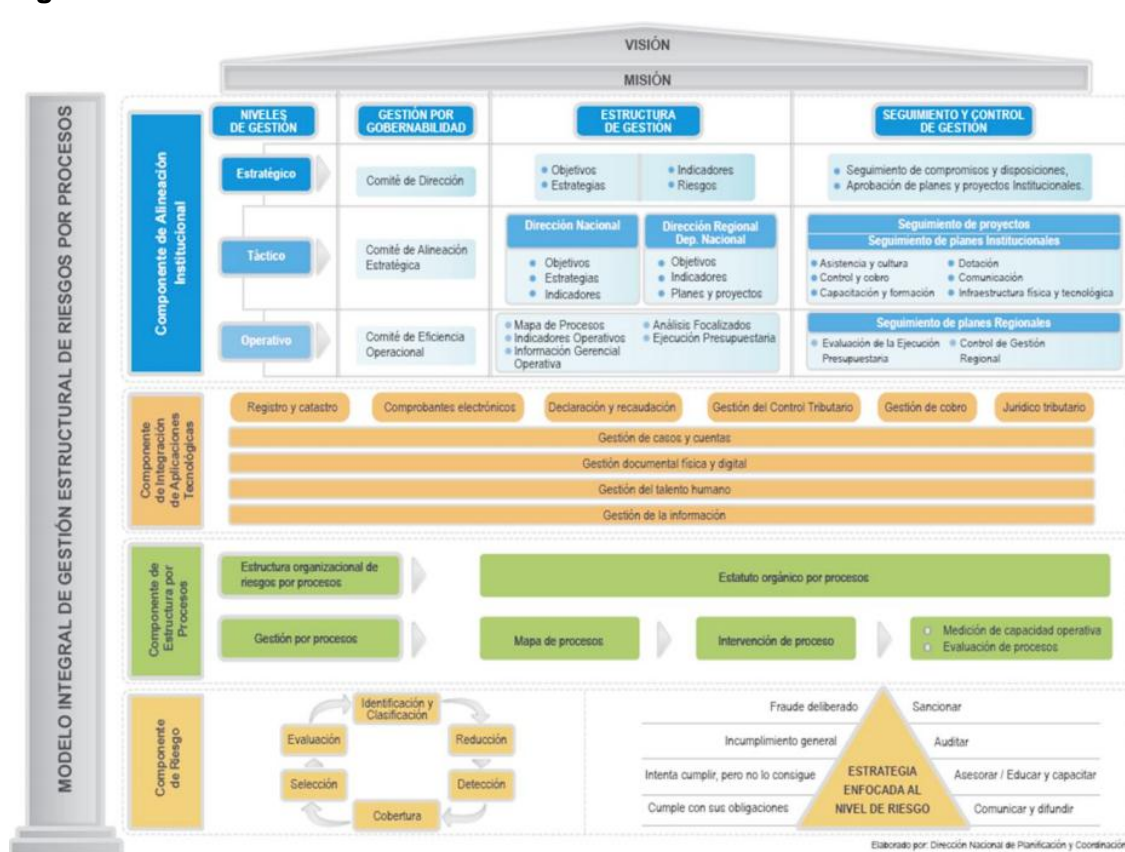 VISIÓN
MISIÓN
MODELO INTEGRAL DE GESTIÓN ESTRUCTURAL DE RIESGOS POR PROCESOS
Componente de Alineación
Institucional
NIVELES
DE GESTIÓN
GESTIÓN POR
GOBERNABILIDAD
ESTRUCTURA
DE GESTIÓN
SEGUIMIENTO Y CONTROL
DE GESTIÓN
Estratégico
Comité de Dirección
Objetivos
Estrategias
Indicadores
Riesgos
Seguimiento de compromisos y disposiciones,
Aprobación de planes y proyectos Institucionales.
Táctico
Comité de Alineación
Estratégica
Dirección Nacional
Objetivos
Estrategias
Indicadores
Dirección Regional
Dep. Nacional
Objetivos
Indicadores
Planes y proyectos
Seguimiento de proyectos
Seguimiento de planes Institucionales
Asistencia y cultura
Control y cobro
Capacitación y formación
Dotación
Comunicación
Infraestructura física y tecnológica
Operativo
Comité de Eficiencia
Operacional
Mapa de Procesos
Indicadores Operativos
Información Gerencial
Operativa
Análisis Focalizados
Ejecución Presupuestaria
Seguimiento de planes Regionales
Evaluación de la Ejecución
Presupuestaria
Control de Gestión
Regional
Componente
de Integración
de Aplicaciones
Tecnológicas
Registro y catastro
Comprobantes electrónicos
Declaración y recaudación
Gestión del Control Tributario
Gestión de cobro
Jurídico tributario
Gestión de casos y cuentas
Gestión documental física y digital
Gestión del talento humano
Gestión de la información
Componente de
Estructura por
Procesos
Estructura organizacional de
riesgos por procesos
Estatuto orgánico por procesos
Gestión por procesos
Mapa de procesos
Intervención de proceso
Medición de capacidad operativa
Evaluación de procesos
Componente
de Riesgo
Identificación y
Clasificación
Reducción
Detección
Cobertura
Selección
Evaluación
Fraude deliberado
Sancionar
Incumplimiento general
Auditar
Intenta cumplir, pero no lo consigue
Asesorar / Educar y capacitar
Cumple con sus obligaciones
Comunicar y difundir
ESTRATEGIA
ENFOCADA AL
NIVEL DE RIESGO
Elaborado por: Dirección Nacional de Planificación y Coordinación